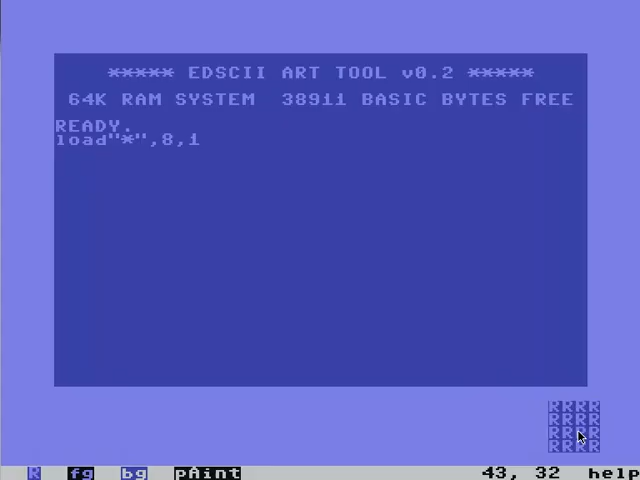 ***** EDSCII ART TOOL v0.2 *****
64K RAM SYSTEM  38911 BASIC BYTES FREE
READY.
load"*",8,1
RRRR
RRRR
RRRR
RRRR
R fg bg pAint 43, 32 help